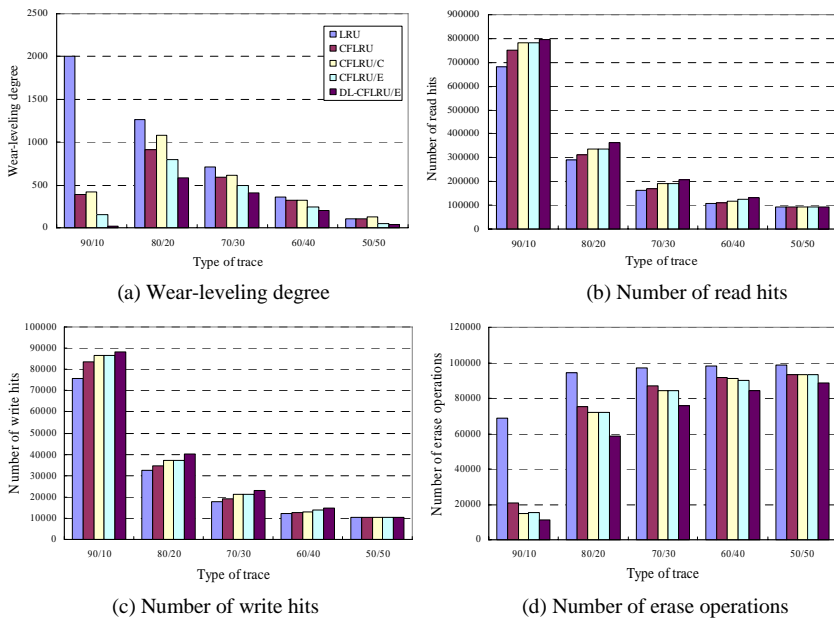 2500
2000
1500
1000
500
0
Wear-leveling degree
LRU
CFLRU
CFLRU/C
CFLRU/E
DL-CFLRU/E
90/10 80/20 70/30 60/40 50/50
Type of trace
(a) Wear-leveling degree
900000
800000
700000
600000
500000
400000
300000
200000
100000
0
Number of read hits
90/10 80/20 70/30 60/40 50/50
Type of trace
(b) Number of read hits
100000
90000
80000
70000
60000
50000
40000
30000
20000
10000
0
Number of write hits
90/10 80/20 70/30 60/40 50/50
Type of trace
(c) Number of write hits
120000
100000
80000
60000
40000
20000
0
Number of erase operations
90/10 80/20 70/30 60/40 50/50
Type of trace
(d) Number of erase operations